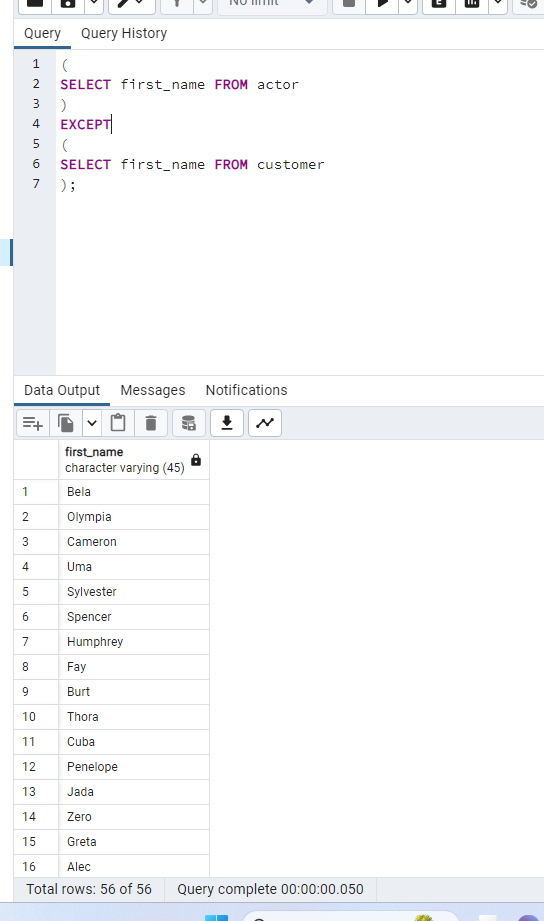 No limit
Query Query History
1 (
2 SELECT first_name FROM actor
3 )
4 EXCEPT
5 (
6 SELECT first_name FROM customer
7 );
Data Output Messages Notifications
first_name
character varying (45)
1 Bela
2 Olympia
3 Cameron
4 Uma
5 Sylvester
6 Spencer
7 Humphrey
8 Fay
9 Burt
10 Thora
11 Cuba
12 Penelope
13 Jada
14 Zero
15 Greta
16 Alec
Total rows: 56 of 56 Query complete 00:00:00.050